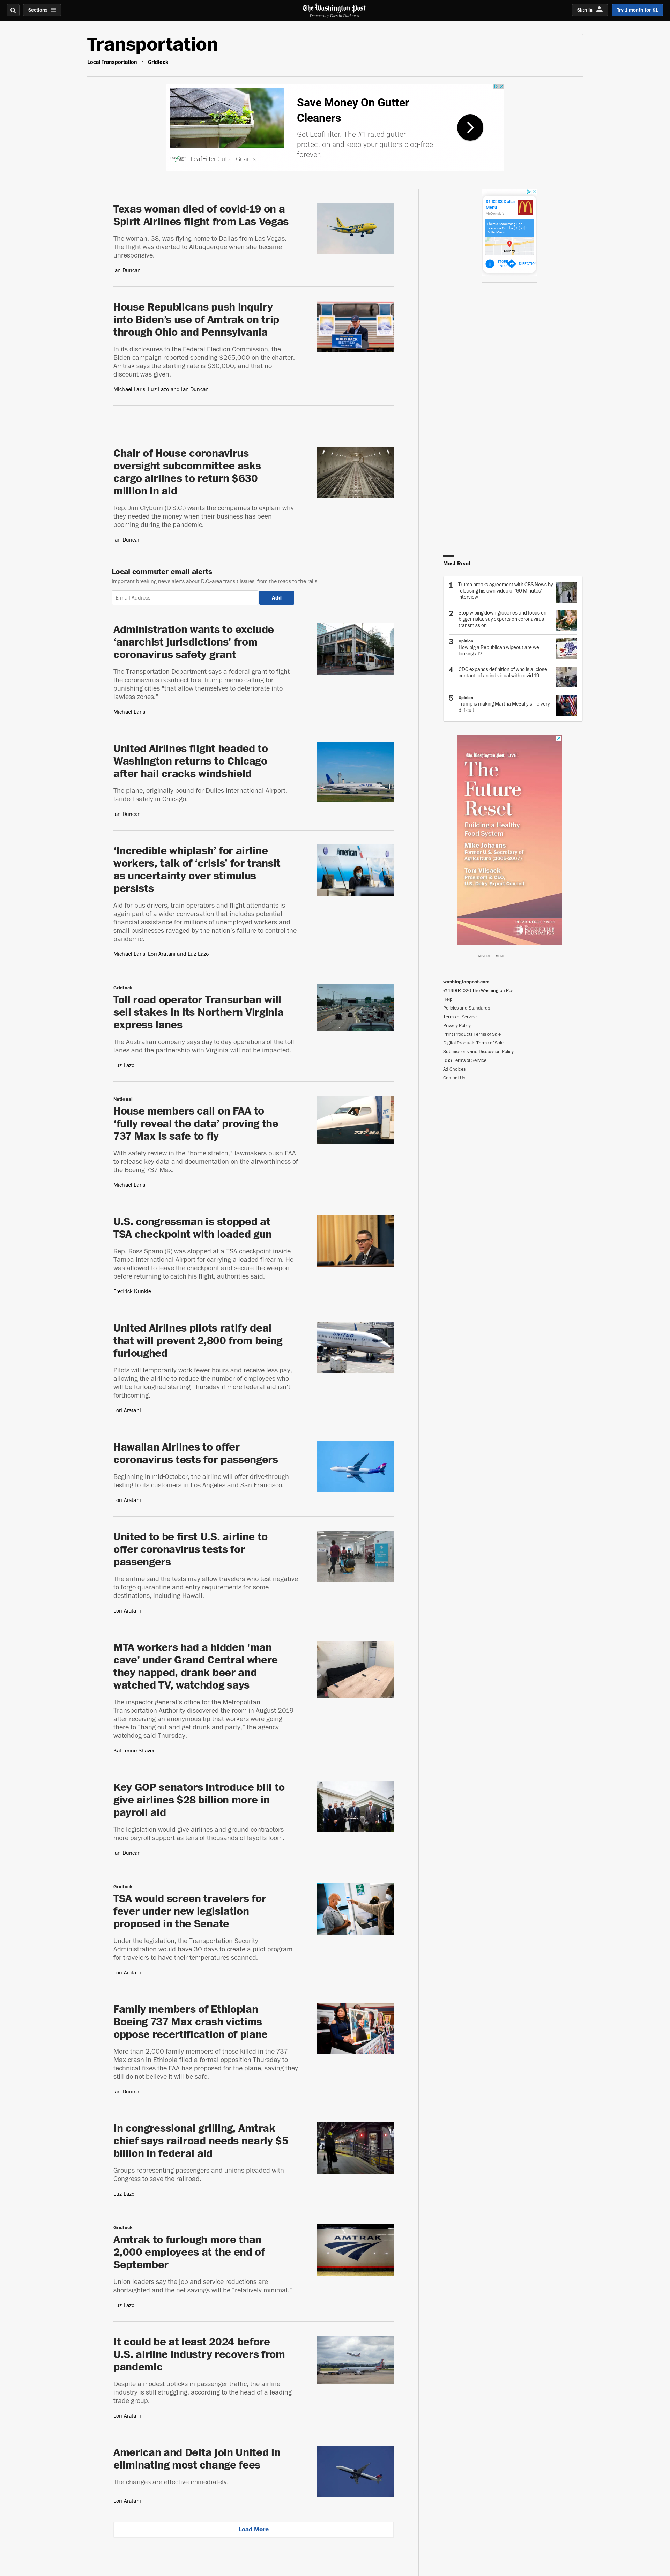 Sections
The Washington Post
Democracy Dies in Darkness
Sign In
Try 1 month for $1
Transportation
Local Transportation • Gridlock
Save Money On Gutter
Cleaners
Get LeafFilter. The #1 rated gutter
protection and keep your gutters clog-free
forever.
LeafFilter Gutter Guards
Texas woman died of covid-19 on a
Spirit Airlines flight from Las Vegas
The woman, 38, was flying home to Dallas from Las Vegas.
The flight was diverted to Albuquerque when she became
unresponsive.
Ian Duncan
House Republicans push inquiry
into Biden’s use of Amtrak on trip
through Ohio and Pennsylvania
In its disclosures to the Federal Election Commission, the
Biden campaign reported spending $265,000 on the charter.
Amtrak says the starting rate is $30,000, and that no
discount was given.
Michael Laris, Luz Lazo and Ian Duncan
Chair of House coronavirus
oversight subcommittee asks
cargo airlines to return $630
million in aid
Rep. Jim Clyburn (D-S.C.) wants the companies to explain why
they needed the money when their business has been
booming during the pandemic.
Ian Duncan
Local commuter email alerts
Important breaking news alerts about D.C.-area transit issues, from the roads to the rails.
E-mail Address
Add
Administration wants to exclude
‘anarchist jurisdictions’ from
coronavirus safety grant
The Transportation Department says a federal grant to fight
the coronavirus is subject to a Trump memo calling for
punishing cities “that allow themselves to deteriorate into
lawless zones.”
Michael Laris
United Airlines flight headed to
Washington returns to Chicago
after hail cracks windshield
The plane, originally bound for Dulles International Airport,
landed safely in Chicago.
Ian Duncan
‘Incredible whiplash’ for airline
workers, talk of ‘crisis’ for transit
as uncertainty over stimulus
persists
Aid for bus drivers, train operators and flight attendants is
again part of a wider conversation that includes potential
financial assistance for millions of unemployed workers and
small businesses ravaged by the nation’s failure to control the
pandemic.
Michael Laris, Lori Aratani and Luz Lazo
American
Gridlock
Toll road operator Transurban will
sell stakes in its Northern Virginia
express lanes
The Australian company says day-to-day operations of the toll
lanes and the partnership with Virginia will not be impacted.
Luz Lazo
National
House members call on FAA to
‘fully reveal the data’ proving the
737 Max is safe to fly
With safety review in the “home stretch,” lawmakers push FAA
to release key data and documentation on the airworthiness of
the Boeing 737 Max.
Michael Laris
U.S. congressman is stopped at
TSA checkpoint with loaded gun
Rep. Ross Spano (R) was stopped at a TSA checkpoint inside
Tampa International Airport for carrying a loaded firearm. He
was allowed to leave the checkpoint and secure the weapon
before returning to catch his flight, authorities said.
Fredrick Kunkle
United Airlines pilots ratify deal
that will prevent 2,800 from being
furloughed
Pilots will temporarily work fewer hours and receive less pay,
allowing the airline to reduce the number of employees who
will be furloughed starting Thursday if more federal aid isn’t
forthcoming.
Lori Aratani
UNITED
Hawaiian Airlines to offer
coronavirus tests for passengers
Beginning in mid-October, the airline will offer drive-through
testing to its customers in Los Angeles and San Francisco.
Lori Aratani
United to be first U.S. airline to
offer coronavirus tests for
passengers
The airline said the tests may allow travelers who test negative
to forgo quarantine and entry requirements for some
destinations, including Hawaii.
Lori Aratani
MTA workers had a hidden 'man
cave’ under Grand Central where
they napped, drank beer and
watched TV, watchdog says
The inspector general’s office for the Metropolitan
Transportation Authority discovered the room in August 2019
after receiving an anonymous tip that workers were going
there to “hang out and get drunk and party,” the agency
watchdog said Thursday.
Katherine Shaver
Key GOP senators introduce bill to
give airlines $28 billion more in
payroll aid
The legislation would give airlines and ground contractors
more payroll support as tens of thousands of layoffs loom.
Ian Duncan
Gridlock
TSA would screen travelers for
fever under new legislation
proposed in the Senate
Under the legislation, the Transportation Security
Administration would have 30 days to create a pilot program
for travelers to have their temperatures scanned.
Lori Aratani
Family members of Ethiopian
Boeing 737 Max crash victims
oppose recertification of plane
More than 2,000 family members of those killed in the 737
Max crash in Ethiopia filed a formal opposition Thursday to
technical fixes the FAA has proposed for the plane, saying they
still do not believe it will be safe.
Ian Duncan
In congressional grilling, Amtrak
chief says railroad needs nearly $5
billion in federal aid
Groups representing passengers and unions pleaded with
Congress to save the railroad.
Luz Lazo
Gridlock
Amtrak to furlough more than
2,000 employees at the end of
September
Union leaders say the job and service reductions are
shortsighted and the net savings will be “relatively minimal.”
Luz Lazo
AMTRAK
It could be at least 2024 before
U.S. airline industry recovers from
pandemic
Despite a modest upticks in passenger traffic, the airline
industry is still struggling, according to the head of a leading
trade group.
Lori Aratani
American and Delta join United in
eliminating most change fees
The changes are effective immediately.
Lori Aratani
Load More
$1 $2 $3 Dollar
Menu
Most Read
1 Trump breaks agreement with CBS News by
releasing his own video of ‘60 Minutes’
interview
2 Stop wiping down groceries and focus on
bigger risks, say experts on coronavirus
transmission
3 Opinion
How big a Republican wipeout are we
looking at?
4 CDC expands definition of who is a ‘close
contact’ of an individual with covid-19
5 Opinion
Trump is making Martha McSally’s life very
difficult
The Washington Post LIVE
The
Future
Reset
Building a Healthy
Food System
Mike Johanns
Former U.S. Secretary of
Agriculture (2005-2007)
Tom Vilsack
President & CEO,
U.S. Dairy Export Council
IN PARTNERSHIP WITH
The
ROCKEFELLER
FOUNDATION
ADVERTISEMENT
washingtonpost.com
© 1996-2020 The Washington Post
Help
Policies and Standards
Terms of Service
Privacy Policy
Print Products Terms of Sale
Digital Products Terms of Sale
Submissions and Discussion Policy
RSS Terms of Service
Ad Choices
Contact Us